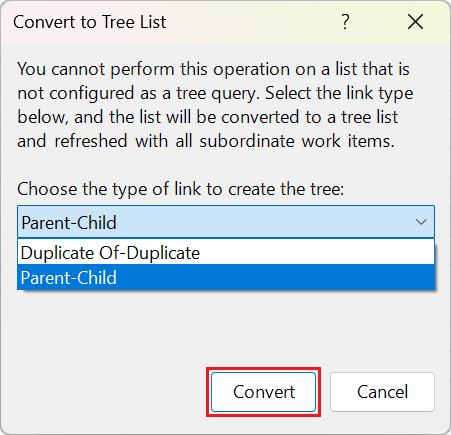 Convert to Tree List
?
You cannot perform this operation on a list that is
not configured as a tree query. Select the link type
below, and the list will be converted to a tree list
and refreshed with all subordinate work items.
Choose the type of link to create the tree:
Parent-Child
Duplicate Of-Duplicate
Parent-Child
Convert
Cancel